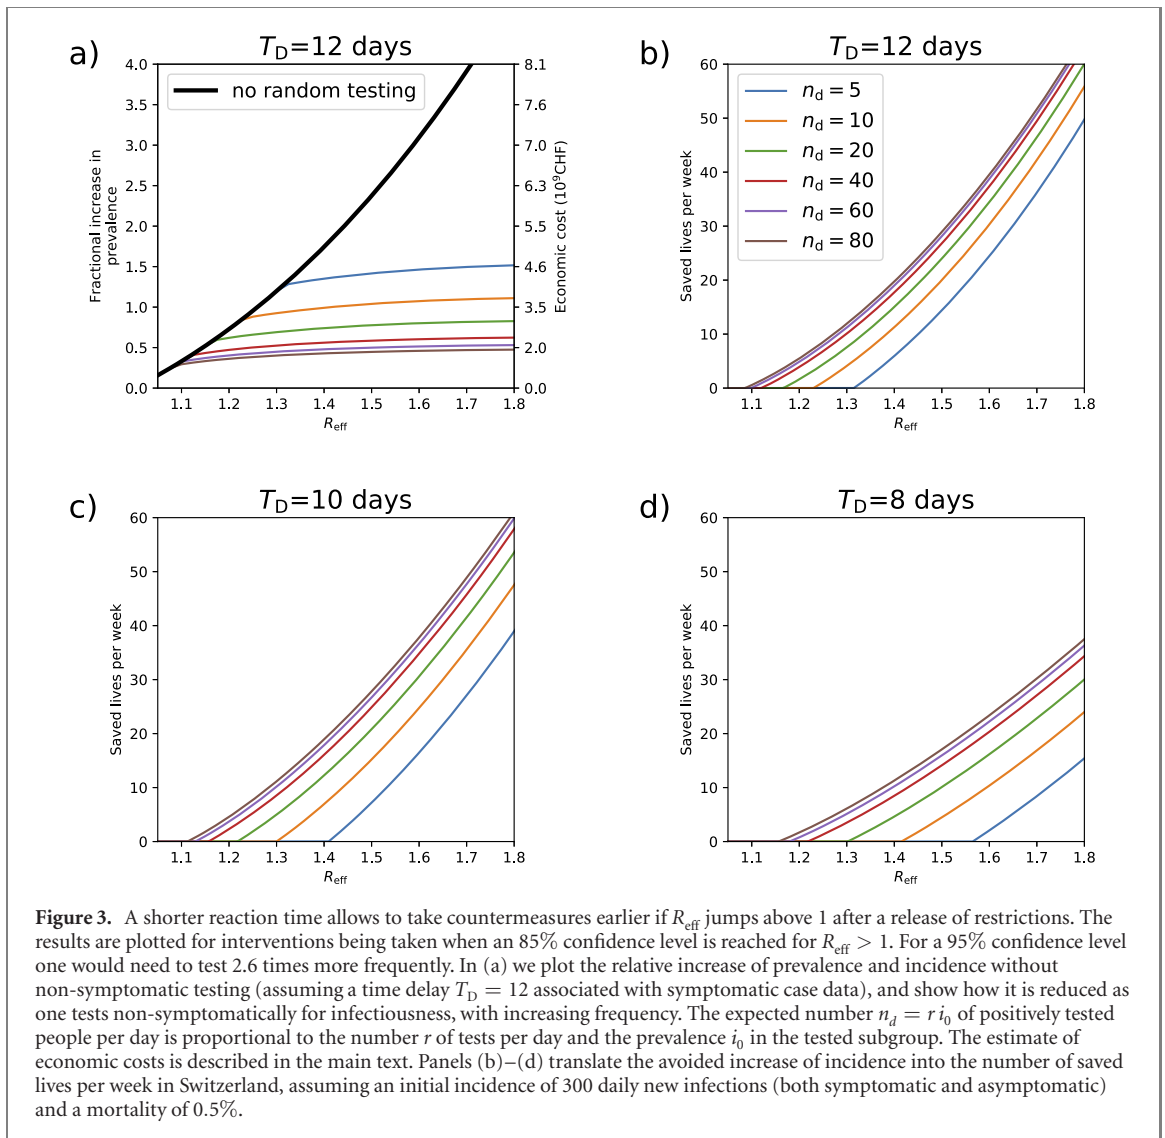 a)
T_D=12 days
no random testing
4.0
3.5
3.0
2.5
2.0
1.5
1.0
0.5
0.0
Fractional increase in
prevalence
8.1
7.6
7.0
6.3
5.5
4.6
3.5
2.0
0.0
Economic cost (10⁹CHF)
1.1 1.2 1.3 1.4 1.5 1.6 1.7 1.8
R_eff
b)
T_D=12 days
n_d = 5
n_d = 10
n_d = 20
n_d = 40
n_d = 60
n_d = 80
60
50
40
30
20
10
0
Saved lives per week
1.1 1.2 1.3 1.4 1.5 1.6 1.7 1.8
R_eff
c)
T_D=10 days
60
50
40
30
20
10
0
Saved lives per week
1.1 1.2 1.3 1.4 1.5 1.6 1.7 1.8
R_eff
d)
T_D=8 days
60
50
40
30
20
10
0
Saved lives per week
1.1 1.2 1.3 1.4 1.5 1.6 1.7 1.8
R_eff
Figure 3. A shorter reaction time allows to take countermeasures earlier if R_eff jumps above 1 after a release of restrictions. The
results are plotted for interventions being taken when an 85% confidence level is reached for R_eff > 1. For a 95% confidence level
one would need to test 2.6 times more frequently. In (a) we plot the relative increase of prevalence and incidence without
non-symptomatic testing (assuming a time delay T_D = 12 associated with symptomatic case data), and show how it is reduced as
one tests non-symptomatically for infectiousness, with increasing frequency. The expected number n_d = r i_0 of positively tested
people per day is proportional to the number r of tests per day and the prevalence i_0 in the tested subgroup. The estimate of
economic costs is described in the main text. Panels (b)–(d) translate the avoided increase of incidence into the number of saved
lives per week in Switzerland, assuming an initial incidence of 300 daily new infections (both symptomatic and asymptomatic)
and a mortality of 0.5%.